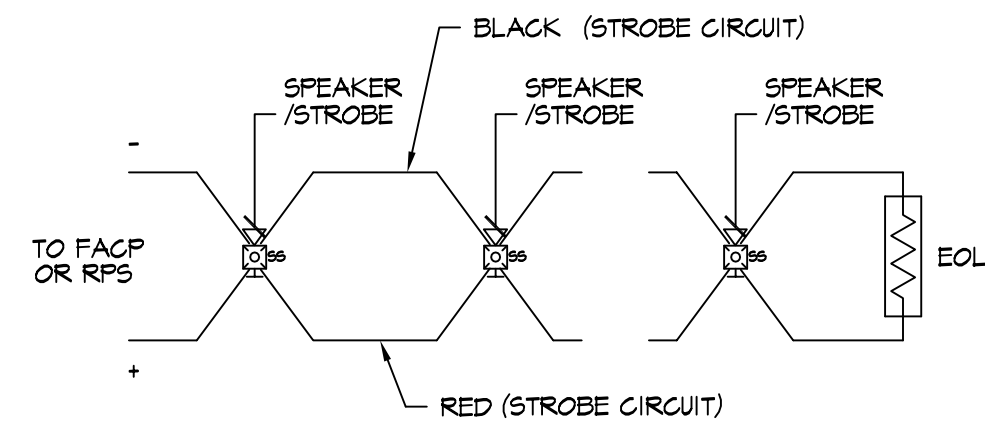 BLACK (STROBE CIRCUIT)
SPEAKER
/STROBE
SPEAKER
/STROBE
SPEAKER
/STROBE
-
TO FACP
OR RPS
SS
SS
SS
EOL
+
RED (STROBE CIRCUIT)